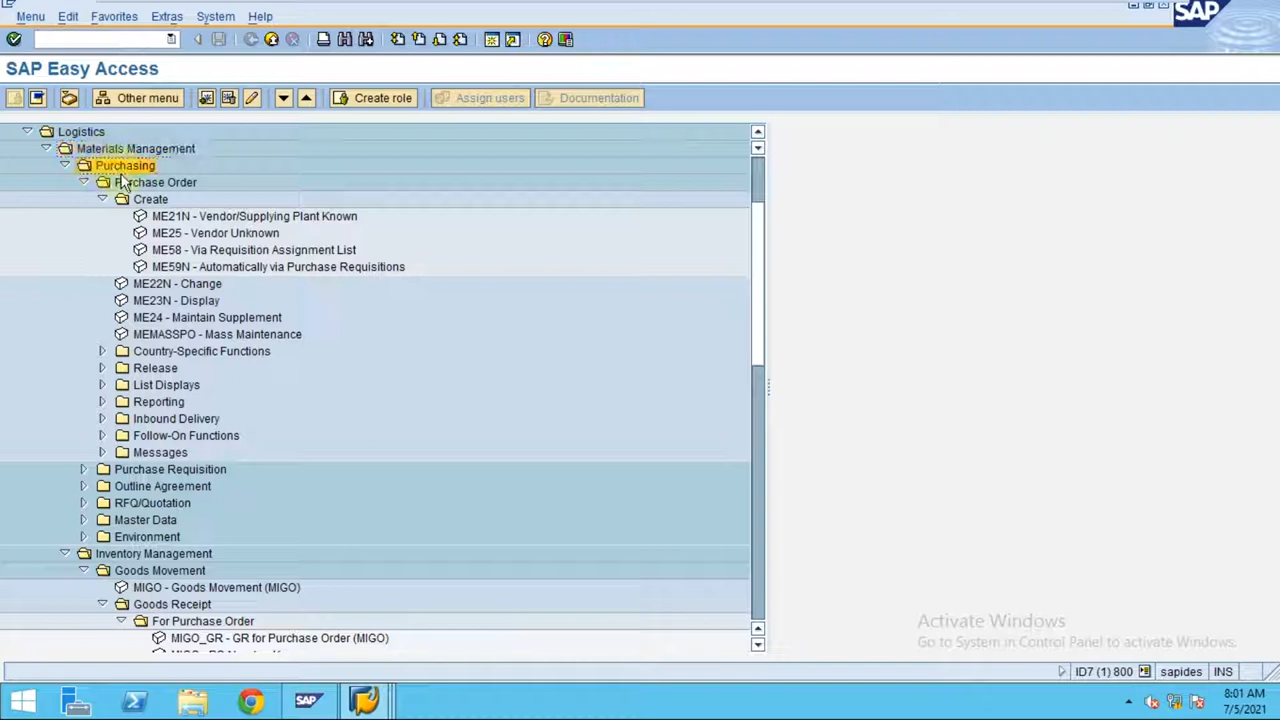 Menu Edit Favorites Extras System Help
SAP
SAP Easy Access
Other menu Create role Assign users Documentation
Logistics
Materials Management
Purchasing
Purchase Order
Create
ME21N - Vendor/Supplying Plant Known
ME25 - Vendor Unknown
ME58 - Via Requisition Assignment List
ME59N - Automatically via Purchase Requisitions
ME22N - Change
ME23N - Display
ME24 - Maintain Supplement
MEMASSPO - Mass Maintenance
Country-Specific Functions
Release
List Displays
Reporting
Inbound Delivery
Follow-On Functions
Messages
Purchase Requisition
Outline Agreement
RFQ/Quotation
Master Data
Environment
Inventory Management
Goods Movement
MIGO - Goods Movement (MIGO)
Goods Receipt
For Purchase Order
MIGO_GR - GR for Purchase Order (MIGO)
Activate Windows
Go to System in Control Panel to activate Windows.
ID7 (1) 800 sapides INS
SAP
8:01 AM
7/5/2021